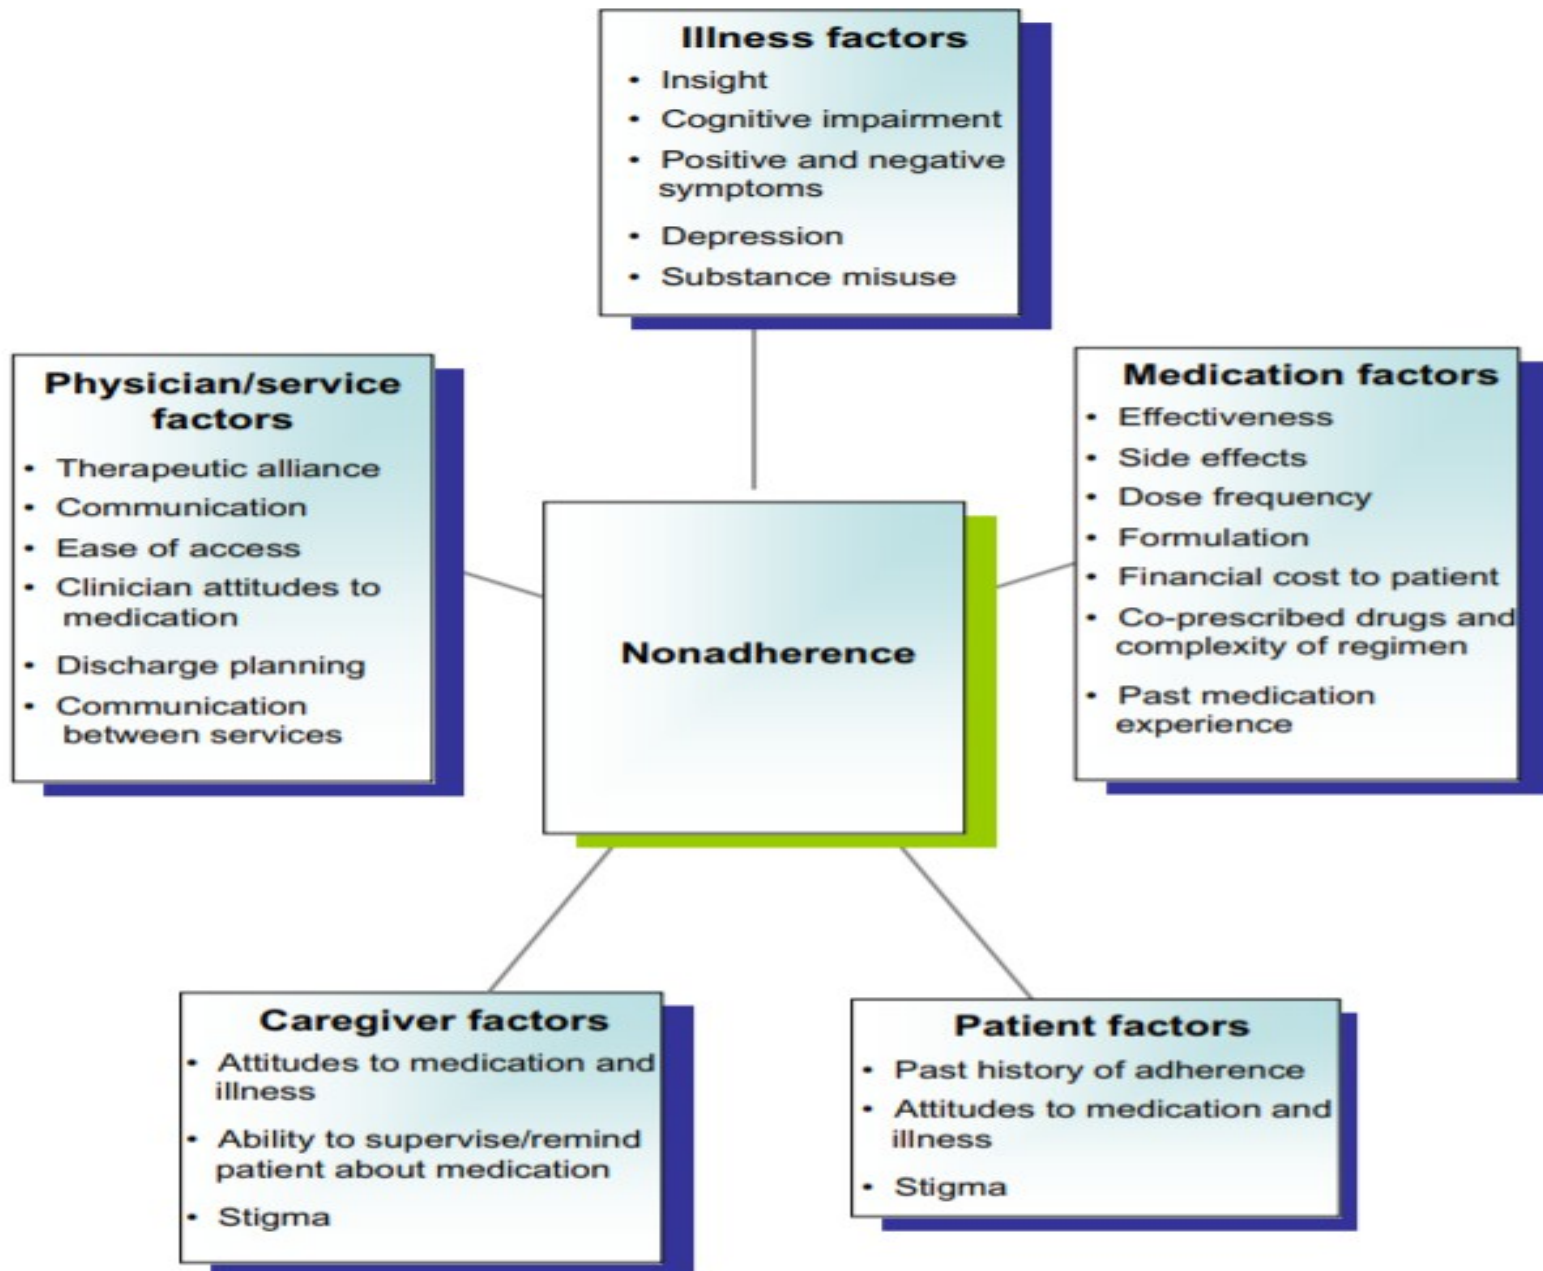 Illness factors
• Insight
• Cognitive impairment
• Positive and negative
symptoms
• Depression
• Substance misuse
Physician/service
factors
• Therapeutic alliance
• Communication
• Ease of access
• Clinician attitudes to
medication
• Discharge planning
• Communication
between services
Medication factors
• Effectiveness
• Side effects
• Dose frequency
• Formulation
• Financial cost to patient
• Co-prescribed drugs and
complexity of regimen
• Past medication
experience
Nonadherence
Caregiver factors
• Attitudes to medication and
illness
• Ability to supervise/remind
patient about medication
• Stigma
Patient factors
• Past history of adherence
• Attitudes to medication and
illness
• Stigma